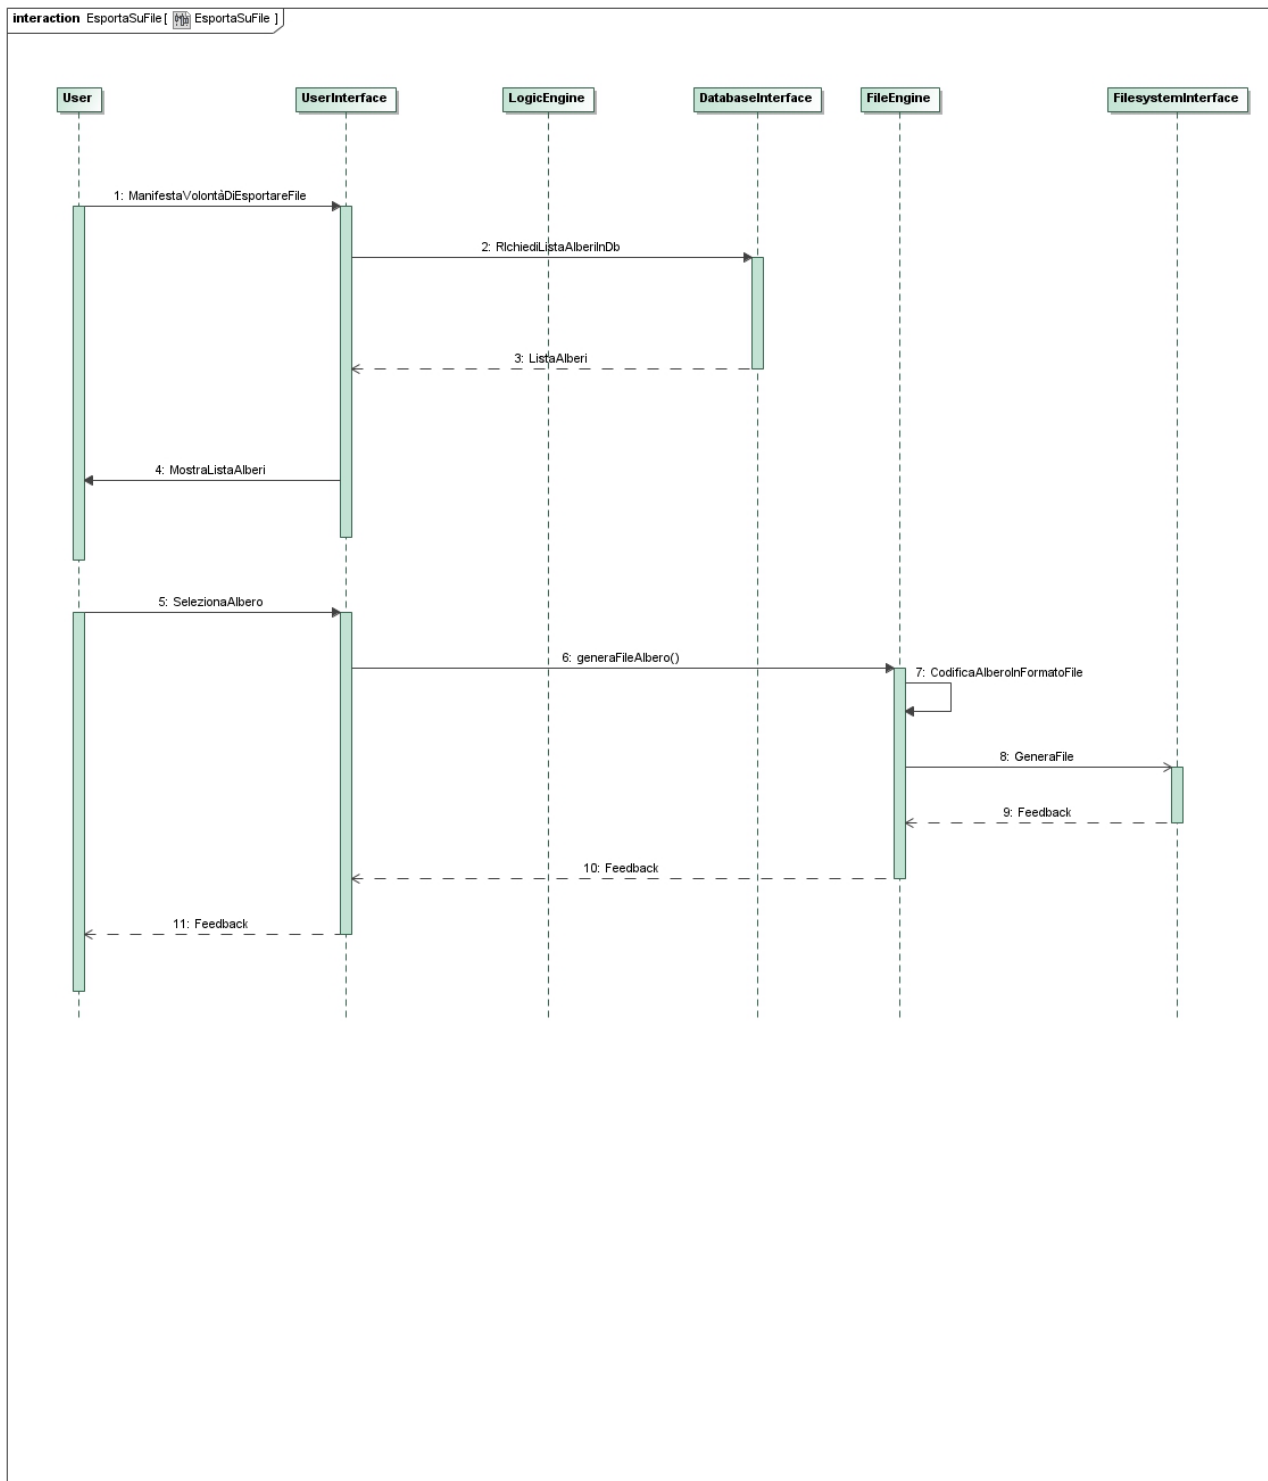 interaction EsportaSuFile [ EsportaSuFile ]
User UserInterface LogicEngine DatabaseInterface FileEngine FilesystemInterface
1: ManifestaVolontàDiEsportareFile
2: RIchiediListaAlberiInDb
3: ListaAlberi
4: MostraListaAlberi
5: SelezionaAlbero
6: generaFileAlbero()
7: CodificaAlberoInFormatoFile
8: GeneraFile
9: Feedback
10: Feedback
11: Feedback